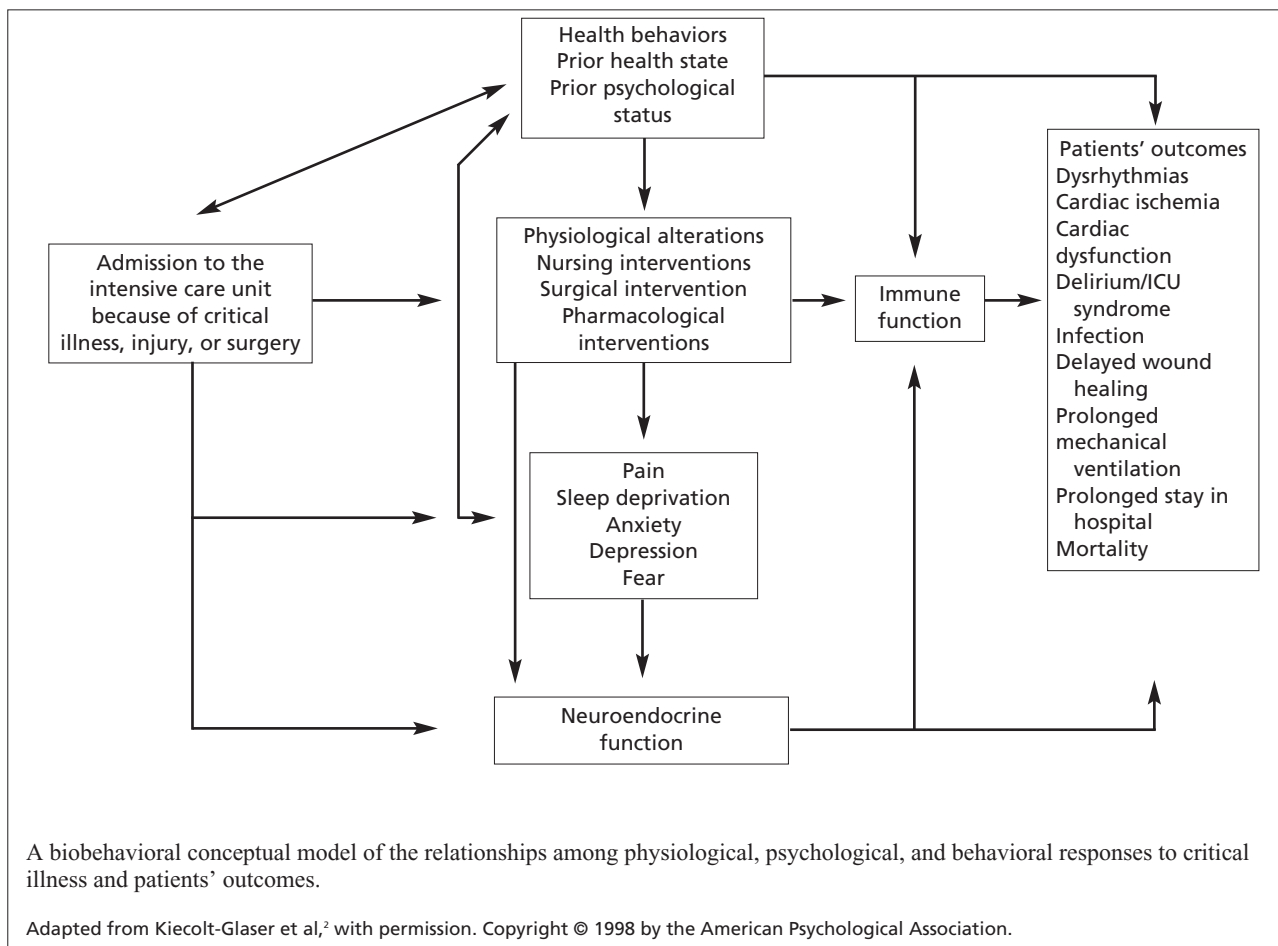 Health behaviors
Prior health state
Prior psychological
status
Admission to the
intensive care unit
because of critical
illness, injury, or surgery
Physiological alterations
Nursing interventions
Surgical intervention
Pharmacological
interventions
Immune
function
Patients' outcomes
Dysrhythmias
Cardiac ischemia
Cardiac
dysfunction
Delirium/ICU
syndrome
Infection
Delayed wound
healing
Prolonged
mechanical
ventilation
Prolonged stay in
hospital
Mortality
Pain
Sleep deprivation
Anxiety
Depression
Fear
Neuroendocrine
function
A biobehavioral conceptual model of the relationships among physiological, psychological, and behavioral responses to critical
illness and patients' outcomes.
Adapted from Kiecolt-Glaser et al,² with permission. Copyright © 1998 by the American Psychological Association.